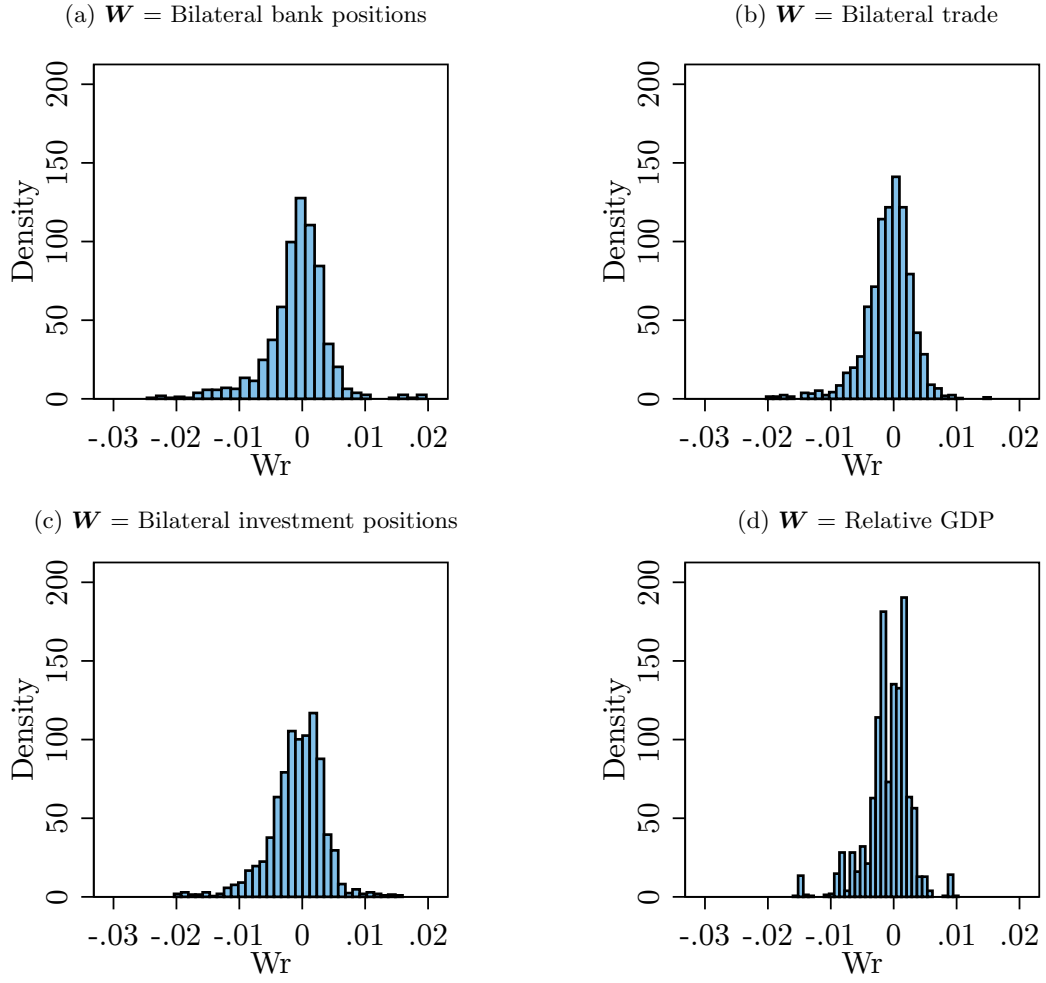 (a) W = Bilateral bank positions
(b) W = Bilateral trade
Density
0 50 100 150 200
-.03 -.02 -.01 0 .01 .02
Wr
Density
0 50 100 150 200
-.03 -.02 -.01 0 .01 .02
Wr
(c) W = Bilateral investment positions
(d) W = Relative GDP
Density
0 50 100 150 200
-.03 -.02 -.01 0 .01 .02
Wr
Density
0 50 100 150 200
-.03 -.02 -.01 0 .01 .02
Wr